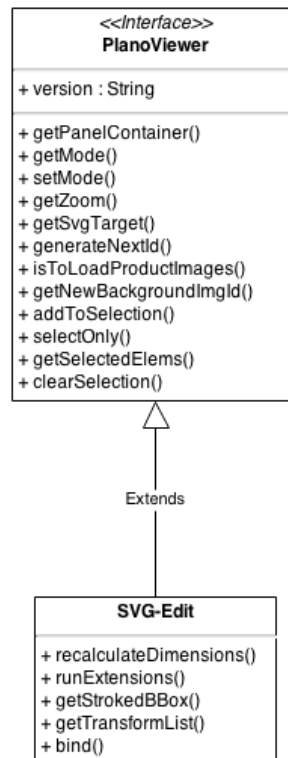 <<Interface>>
PlanoViewer
+ version : String
+ getPanelContainer()
+ getMode()
+ setMode()
+ getZoom()
+ getSvgTarget()
+ generateNextId()
+ isToLoadProductImages()
+ getNewBackgroundImgId()
+ addToSelection()
+ selectOnly()
+ getSelectedElems()
+ clearSelection()
Extends
SVG-Edit
+ recalculateDimensions()
+ runExtensions()
+ getStrokedBBox()
+ getTransformList()
+ bind()